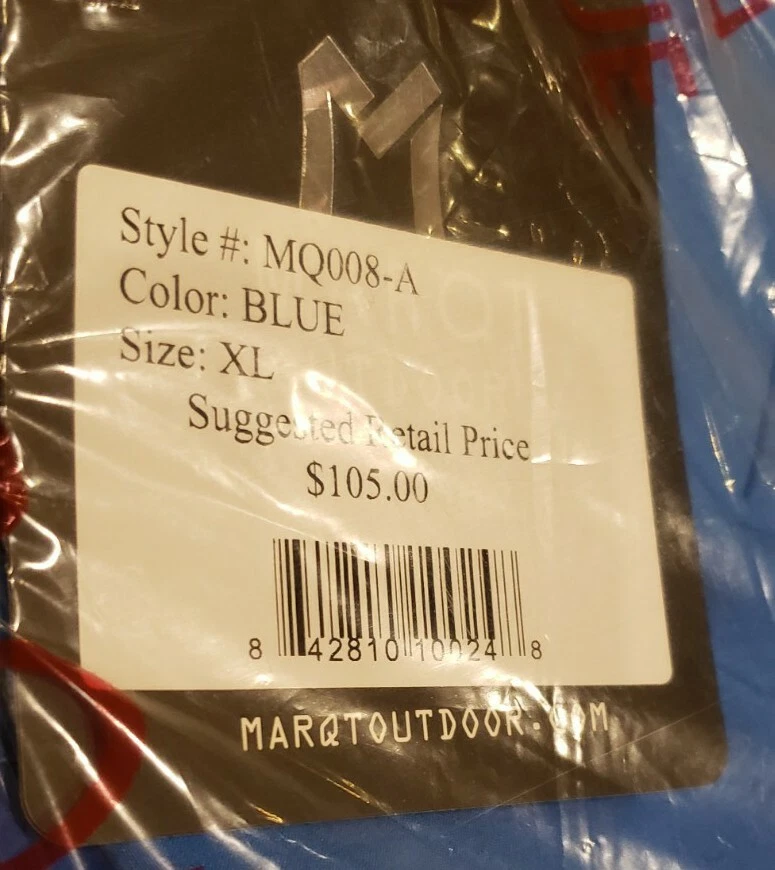 M
Style #: MQ008-A
Color: BLUE
Size: XL
Suggested Retail Price
$105.00
8 42810 10024 8
MARQTOUTDOOR.COM